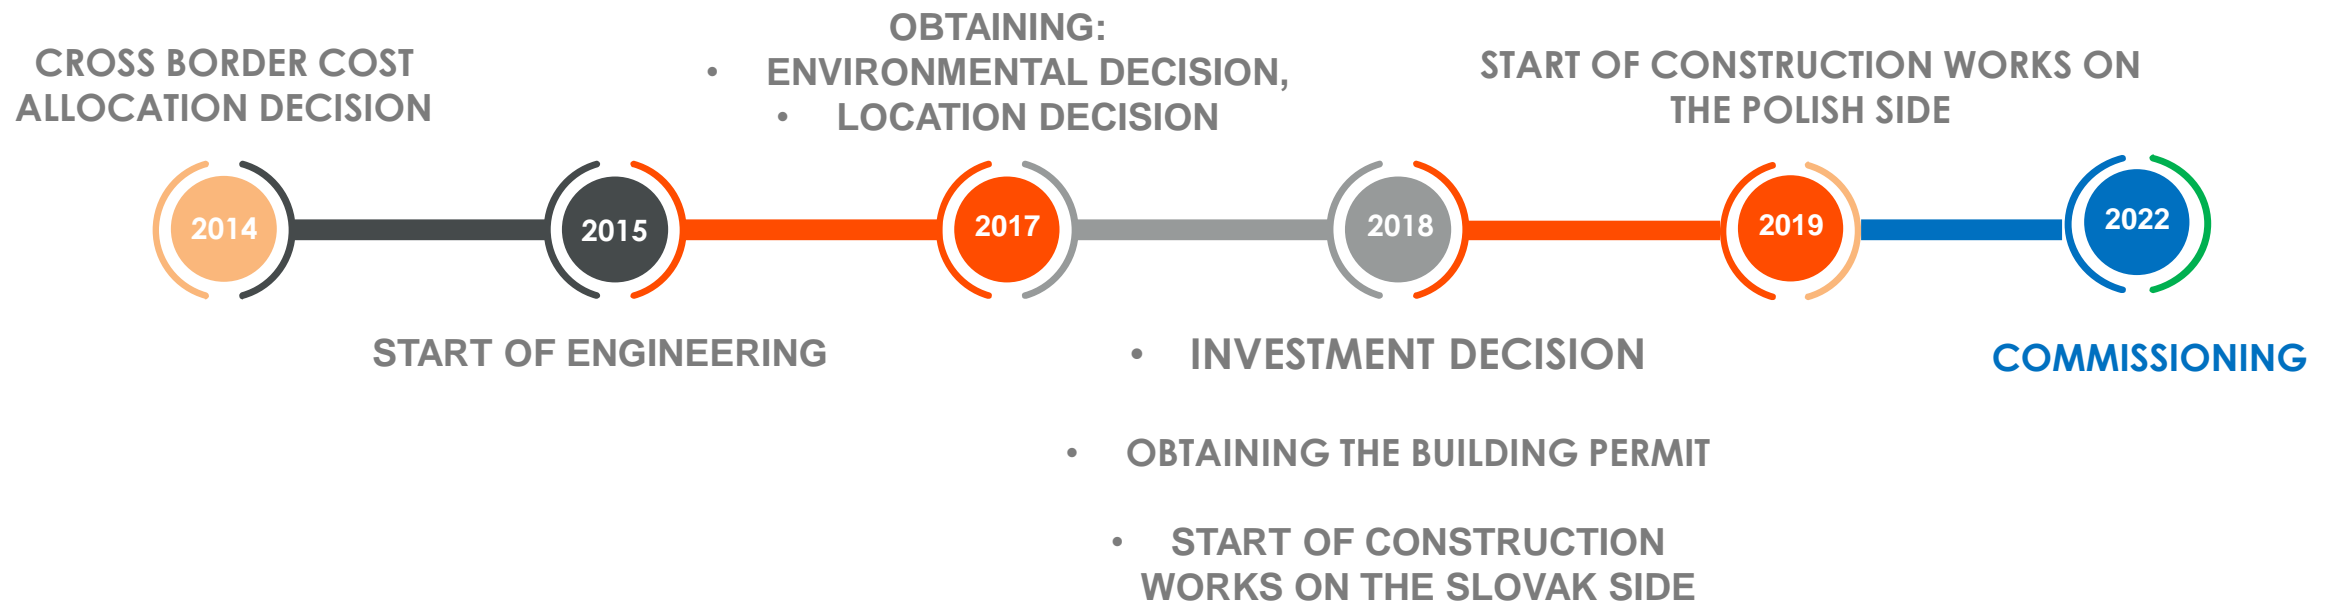 CROSS BORDER COST
ALLOCATION DECISION
OBTAINING:
• ENVIRONMENTAL DECISION,
• LOCATION DECISION
START OF CONSTRUCTION WORKS ON
THE POLISH SIDE
2014
2015
2017
2018
2019
2022
START OF ENGINEERING
• INVESTMENT DECISION
• OBTAINING THE BUILDING PERMIT
• START OF CONSTRUCTION
WORKS ON THE SLOVAK SIDE
COMMISSIONING